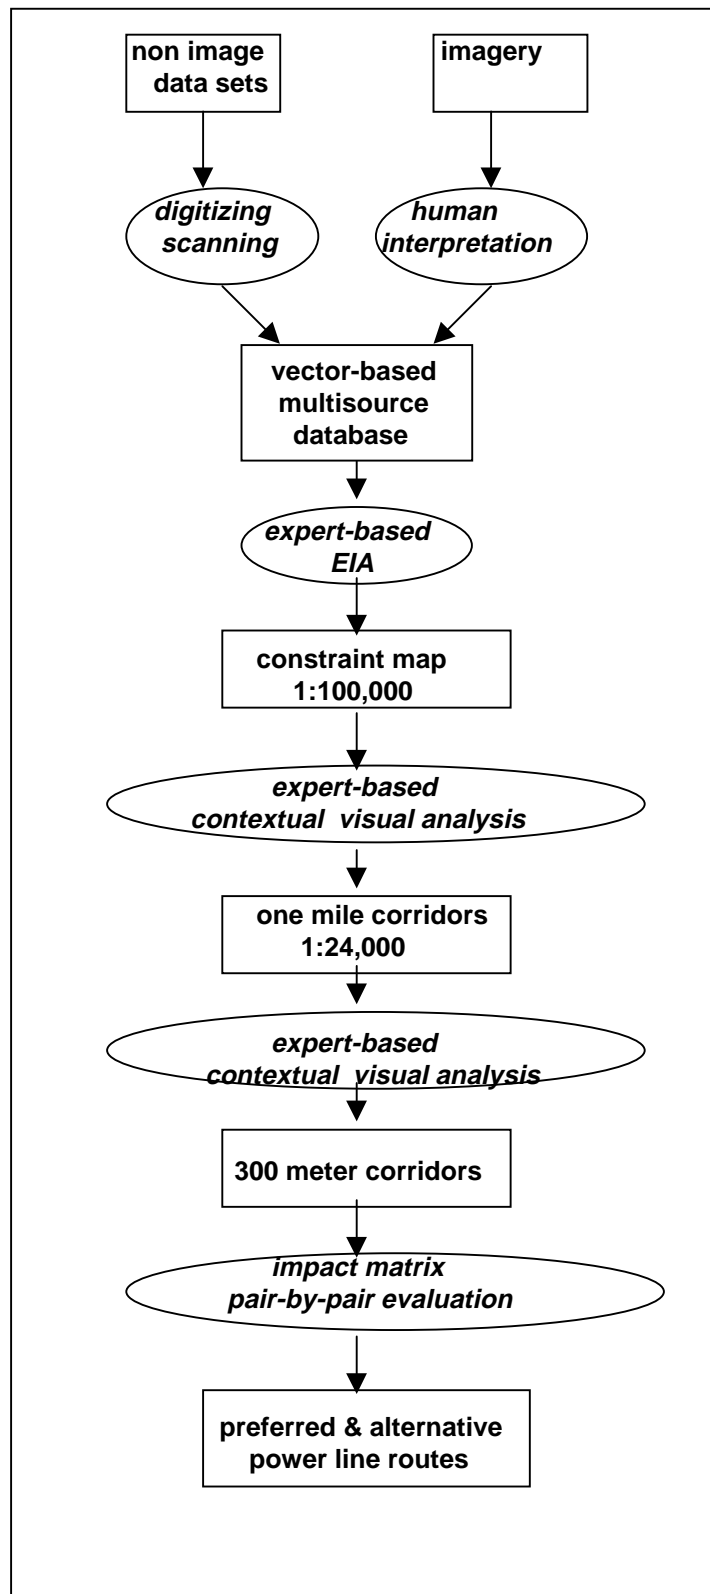 non image
data sets
imagery
digitizing
scanning
human
interpretation
vector-based
multisource
database
expert-based
EIA
constraint map
1:100,000
expert-based
contextual visual analysis
one mile corridors
1:24,000
expert-based
contextual visual analysis
300 meter corridors
impact matrix
pair-by-pair evaluation
preferred & alternative
power line routes